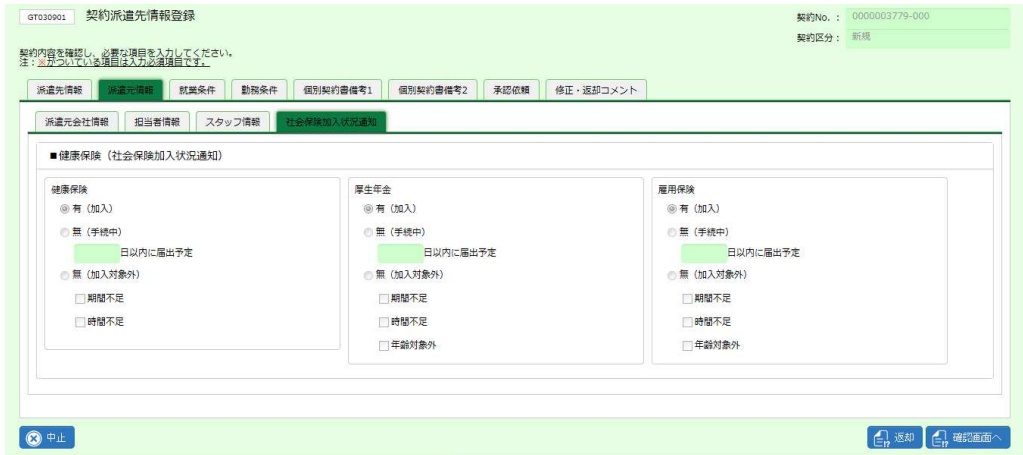 GT030901 契約派遣先情報登録
契約No. : 0000003779-000
契約区分 : 新規
契約内容を確認し、必要な項目を入力してください。
注：※がついている項目は入力必須項目です。
派遣先情報 派遣元情報 就業条件 勤務条件 個別契約書備考1 個別契約書備考2 承認依頼 修正・返却コメント
派遣元会社情報 担当者情報 スタッフ情報 社会保険加入状況通知
■健康保険（社会保険加入状況通知）
健康保険
有（加入）
無（手続中）
日以内に届出予定
無（加入対象外）
期間不足
時間不足
厚生年金
有（加入）
無（手続中）
日以内に届出予定
無（加入対象外）
期間不足
時間不足
年齢対象外
雇用保険
有（加入）
無（手続中）
日以内に届出予定
無（加入対象外）
期間不足
時間不足
年齢対象外
中止 返却 確認画面へ